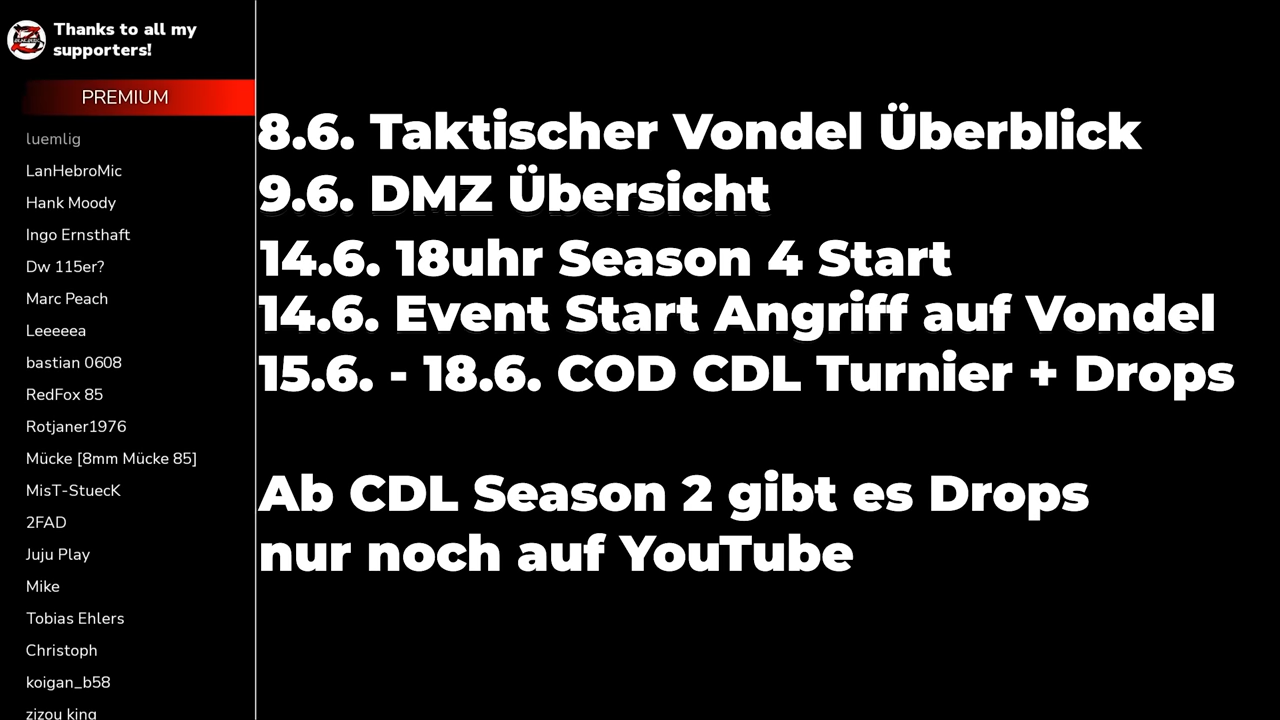 Thanks to all my
supporters!
PREMIUM
luemlig
LanHebroMic
Hank Moody
Ingo Ernsthaft
Dw 115er?
Marc Peach
Leeeeea
bastian 0608
RedFox 85
Rotjaner1976
Mücke [8mm Mücke 85]
MisT-StuecK
2FAD
Juju Play
Mike
Tobias Ehlers
Christoph
koigan_b58
zizou king
8.6. Taktischer Vondel Überblick
9.6. DMZ Übersicht
14.6. 18uhr Season 4 Start
14.6. Event Start Angriff auf Vondel
15.6. - 18.6. COD CDL Turnier + Drops
Ab CDL Season 2 gibt es Drops
nur noch auf YouTube